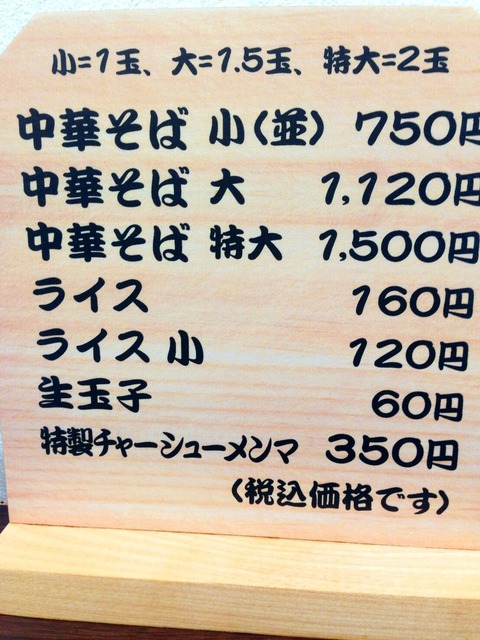 小=1玉、大=1.5玉、特大=2玉
中華そば 小(並) 750円
中華そば 大 1,120円
中華そば 特大 1,500円
ライス 160円
ライス 小 120円
生玉子 60円
特製チャーシューメンマ 350円
(税込価格です)